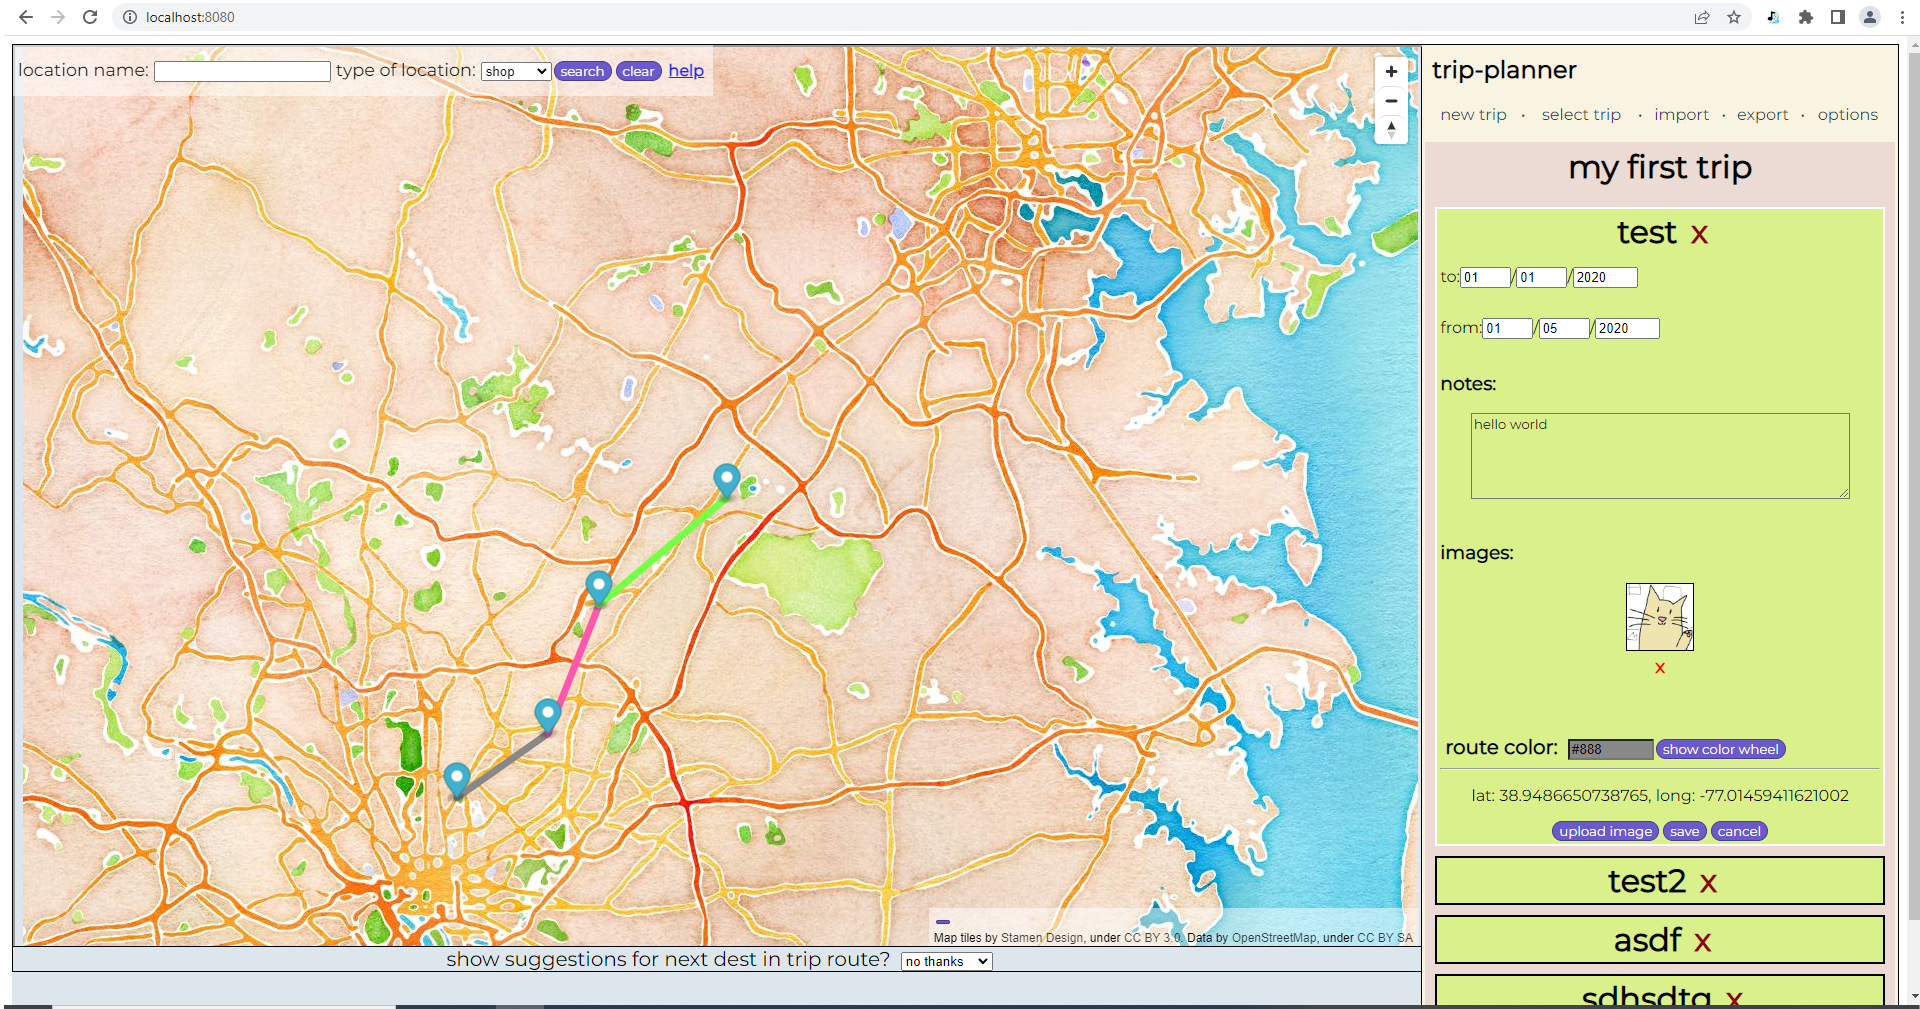 localhost:8080
location name: type of location: shop search clear help
trip-planner
new trip · select trip · import · export · options
my first trip
test x
to: 01 / 01 / 2020
from: 01 / 05 / 2020
notes:
hello world
images:
x
route color: #888 show color wheel
lat: 38.9486650738765, long: -77.01459411621002
upload image save cancel
test2 x
asdf x
sdhsdtg x
Map tiles by Stamen Design, under CC BY 3.0. Data by OpenStreetMap, under CC BY SA
show suggestions for next dest in trip route? no thanks